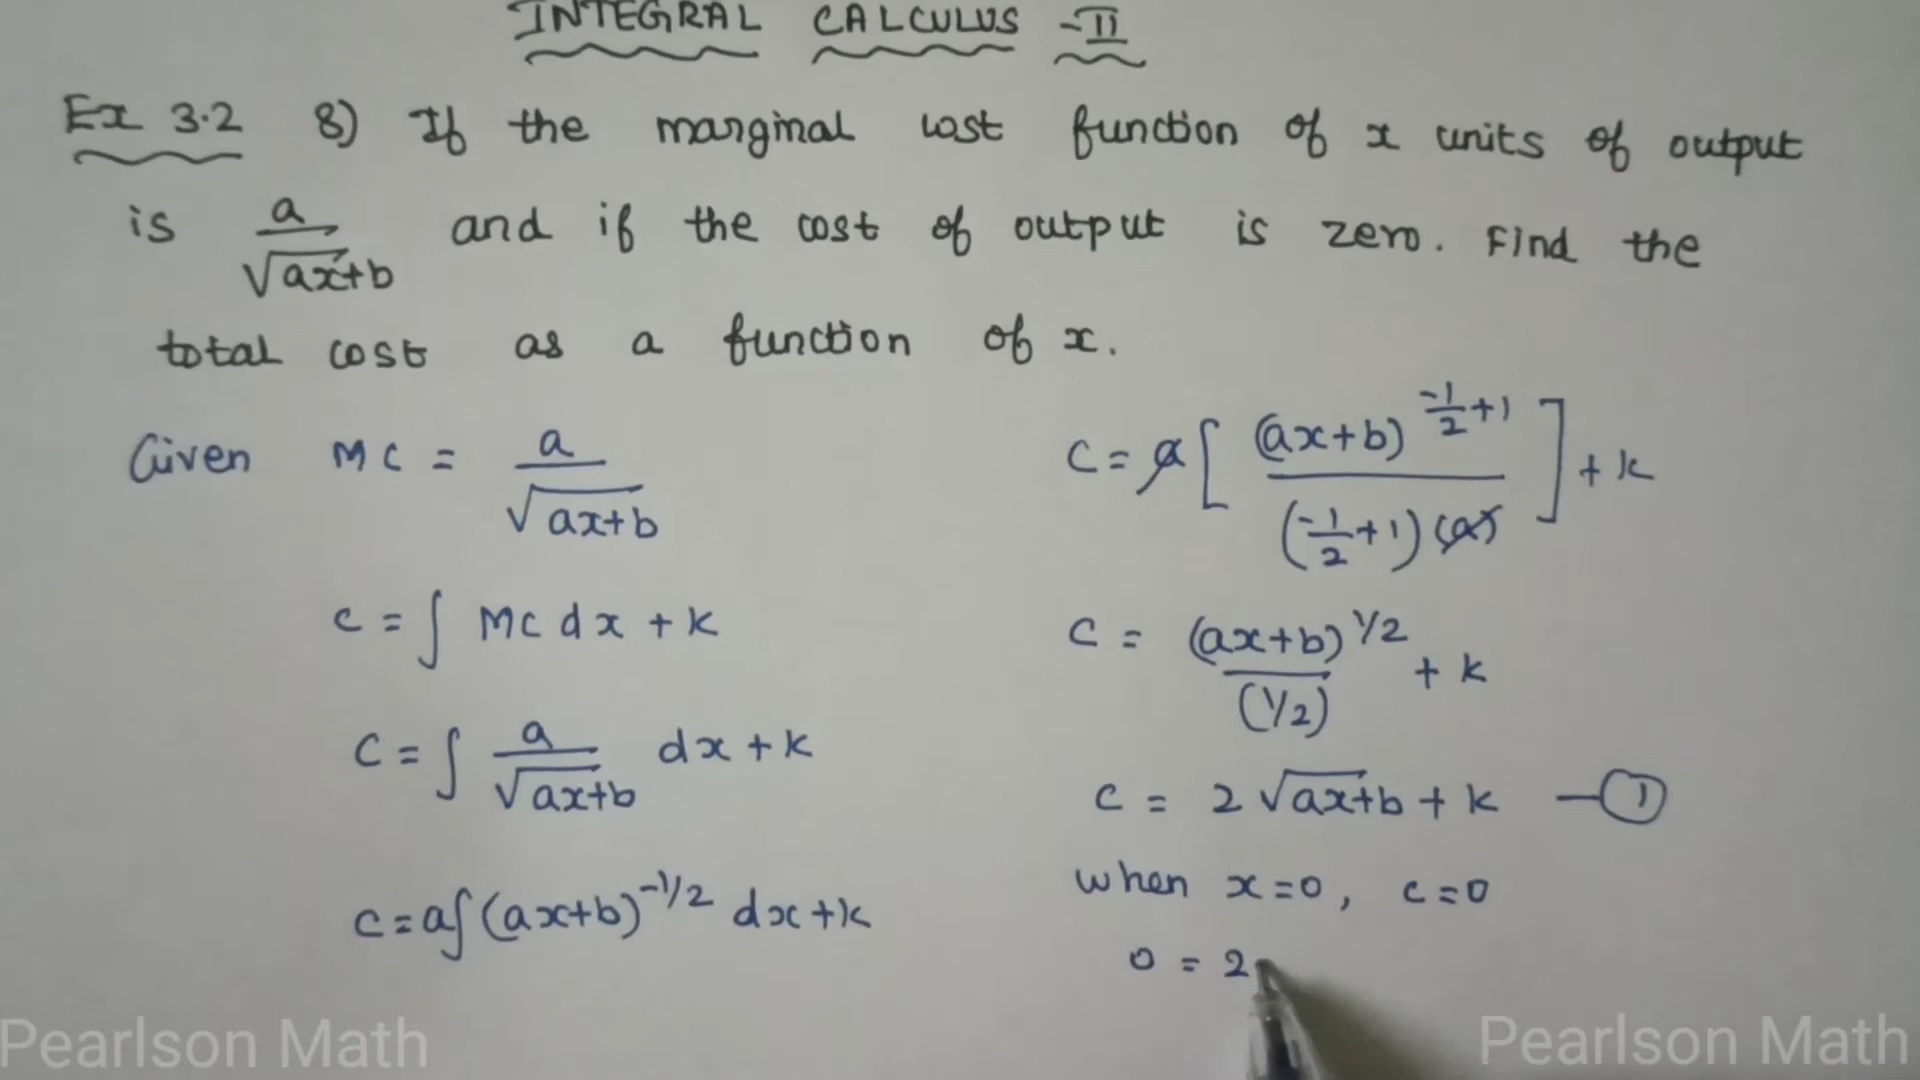 INTEGRAL CALCULUS -II
Ex 3.2 8) If the marginal cost function of x units of output
is a/√(ax+b) and if the cost of output is zero. Find the
total cost as a function of x.
Given MC = a/√(ax+b)
c = ∫ MC dx + k
C = ∫ a/√(ax+b) dx + k
C = a∫(ax+b)^(-1/2) dx + k
C = a[(ax+b)^(-1/2+1)/((-1/2+1)(a))] + k
C = (ax+b)^(1/2)/(1/2) + k
C = 2√(ax+b) + k —①
when x=0, c=0
0 = 2
Pearlson Math
Pearlson Math